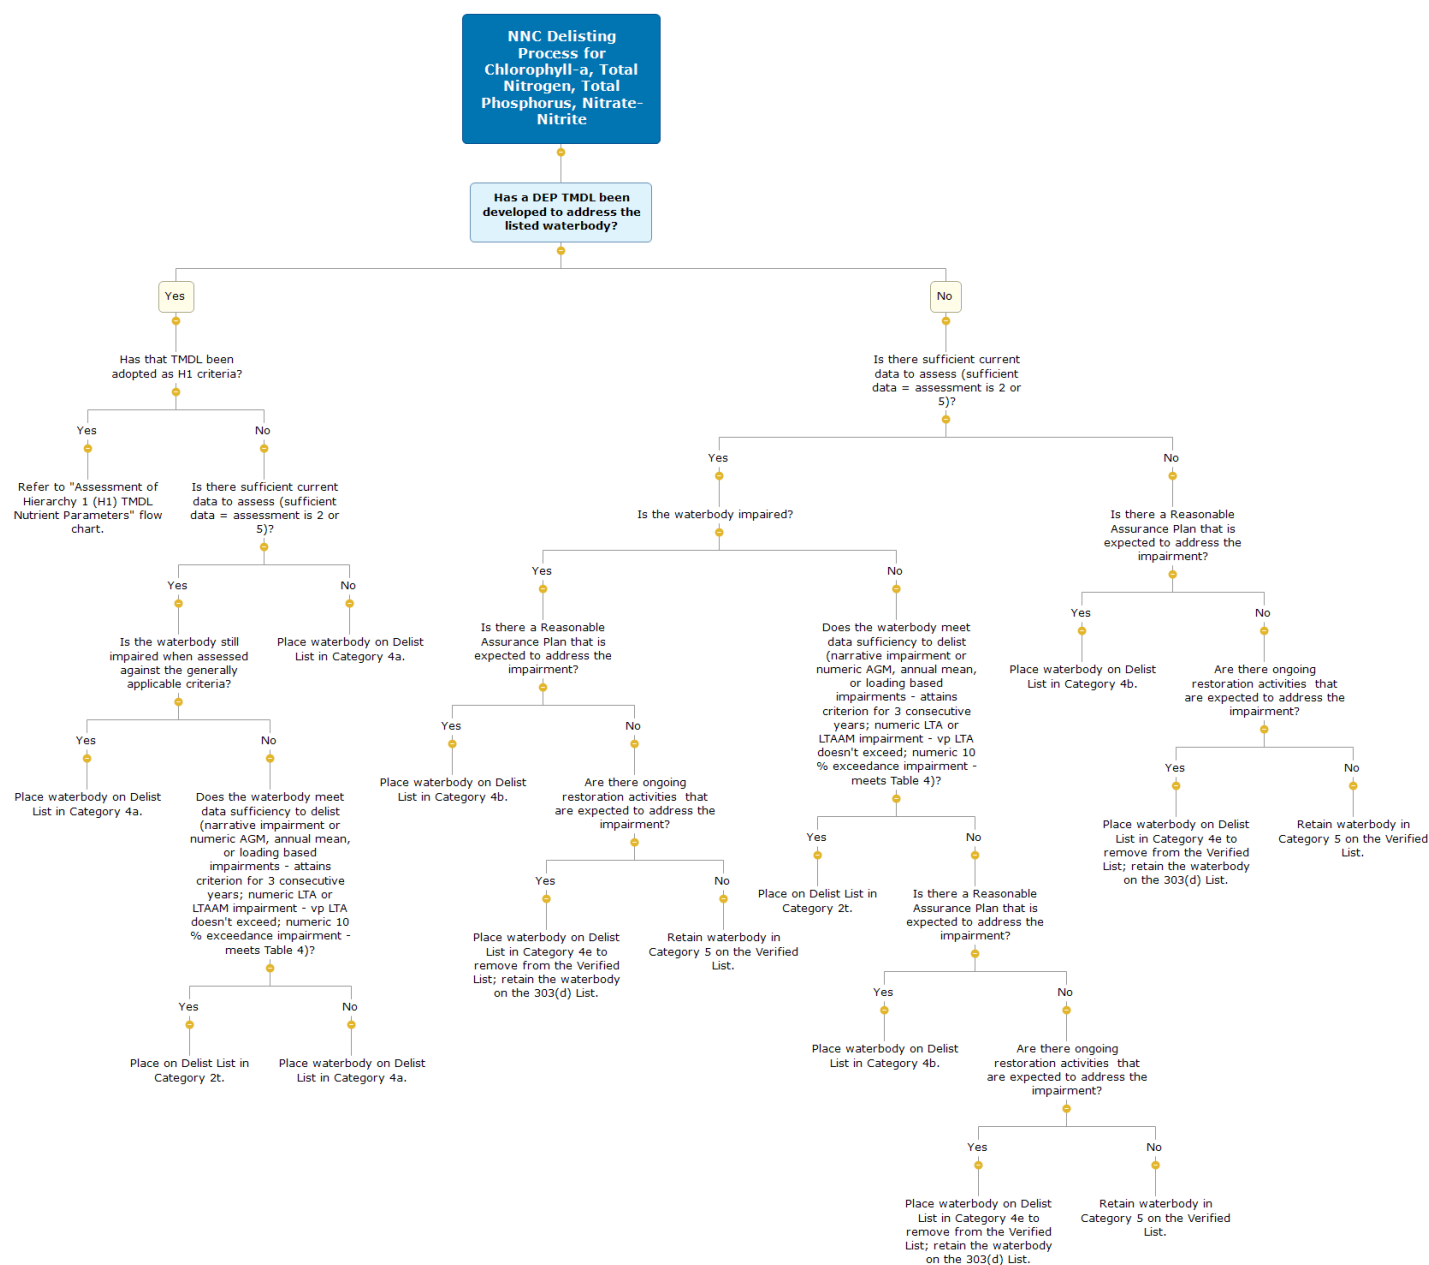 NNC Delisting
Process for
Chlorophyll-a, Total
Nitrogen, Total
Phosphorus, Nitrate-
Nitrite
Has a DEP TMDL been
developed to address the
listed waterbody?
Yes
No
Has that TMDL been
adopted as H1 criteria?
Yes
No
Refer to "Assessment of
Hierarchy 1 (H1) TMDL
Nutrient Parameters" flow
chart.
Is there sufficient current
data to assess (sufficient
data = assessment is 2 or
5)?
Yes
No
Is the waterbody still
impaired when assessed
against the generally
applicable criteria?
Place waterbody on Delist
List in Category 4a.
Yes
No
Place waterbody on Delist
List in Category 4a.
Does the waterbody meet
data sufficiency to delist
(narrative impairment or
numeric AGM, annual mean,
or loading based
impairments - attains
criterion for 3 consecutive
years; numeric LTA or
LTAAM impairment - vp LTA
doesn't exceed; numeric 10
% exceedance impairment -
meets Table 4)?
Yes
No
Place on Delist List in
Category 2t.
Place waterbody on Delist
List in Category 4a.
Is there sufficient current
data to assess (sufficient
data = assessment is 2 or
5)?
Yes
No
Is the waterbody impaired?
Yes
No
Is there a Reasonable
Assurance Plan that is
expected to address the
impairment?
Yes
No
Place waterbody on Delist
List in Category 4b.
Are there ongoing
restoration activities  that
are expected to address the
impairment?
Yes
No
Place waterbody on Delist
List in Category 4e to
remove from the Verified
List; retain the waterbody
on the 303(d) List.
Retain waterbody in
Category 5 on the Verified
List.
Does the waterbody meet
data sufficiency to delist
(narrative impairment or
numeric AGM, annual mean,
or loading based
impairments - attains
criterion for 3 consecutive
years; numeric LTA or
LTAAM impairment - vp LTA
doesn't exceed; numeric 10
% exceedance impairment -
meets Table 4)?
Yes
No
Place on Delist List in
Category 2t.
Is there a Reasonable
Assurance Plan that is
expected to address the
impairment?
Yes
No
Place waterbody on Delist
List in Category 4b.
Are there ongoing
restoration activities  that
are expected to address the
impairment?
Yes
No
Place waterbody on Delist
List in Category 4e to
remove from the Verified
List; retain the waterbody
on the 303(d) List.
Retain waterbody in
Category 5 on the Verified
List.
Is there a Reasonable
Assurance Plan that is
expected to address the
impairment?
Yes
No
Place waterbody on Delist
List in Category 4b.
Are there ongoing
restoration activities  that
are expected to address the
impairment?
Yes
No
Place waterbody on Delist
List in Category 4e to
remove from the Verified
List; retain the waterbody
on the 303(d) List.
Retain waterbody in
Category 5 on the Verified
List.